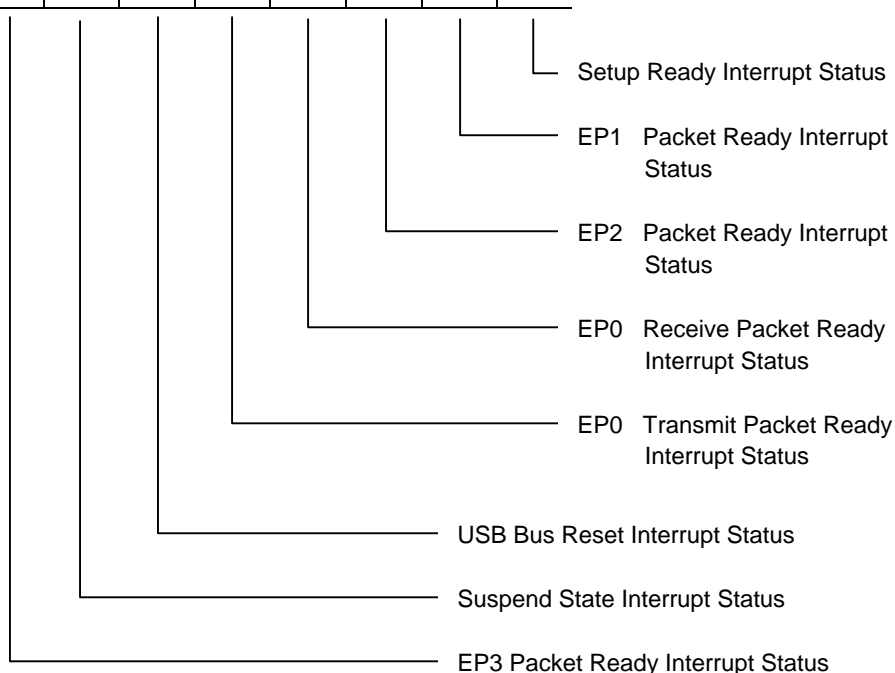 Setup Ready Interrupt Status
EP1 Packet Ready Interrupt
Status
EP2 Packet Ready Interrupt
Status
EP0 Receive Packet Ready
Interrupt Status
EP0 Transmit Packet Ready
Interrupt Status
USB Bus Reset Interrupt Status
Suspend State Interrupt Status
EP3 Packet Ready Interrupt Status